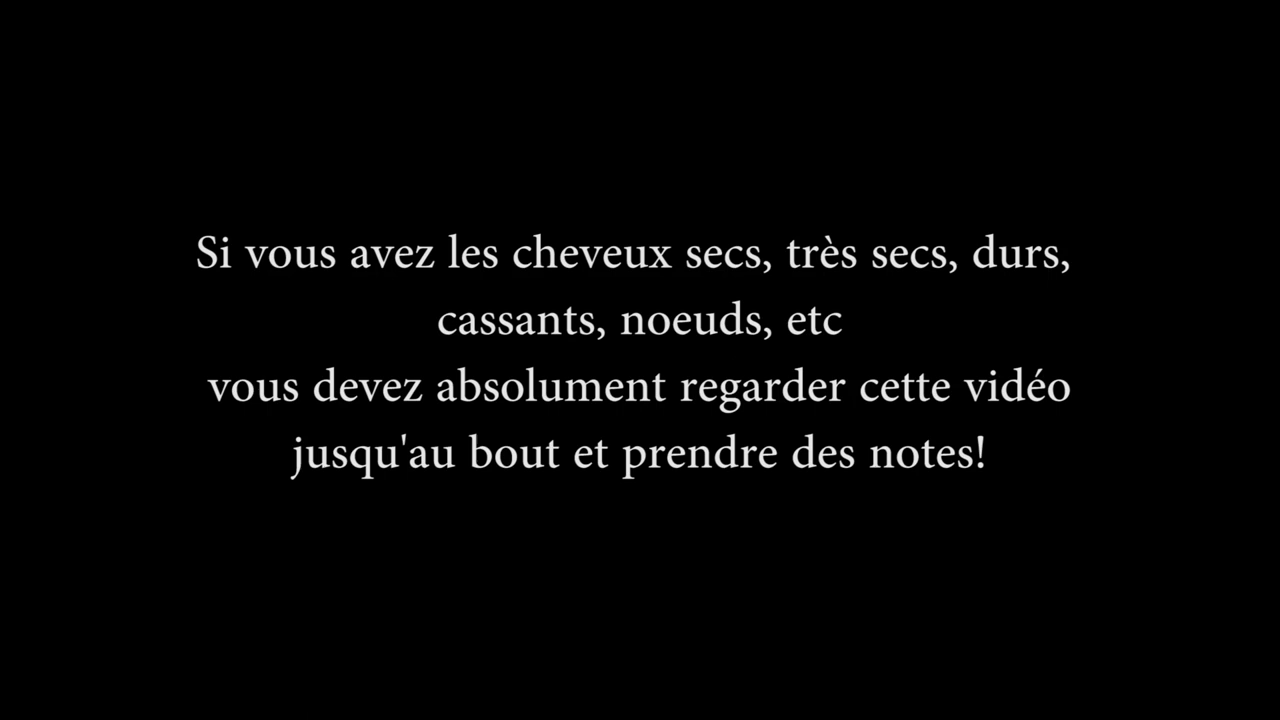 Si vous avez les cheveux secs, très secs, durs,
cassants, noeuds, etc
vous devez absolument regarder cette vidéo
jusqu'au bout et prendre des notes!